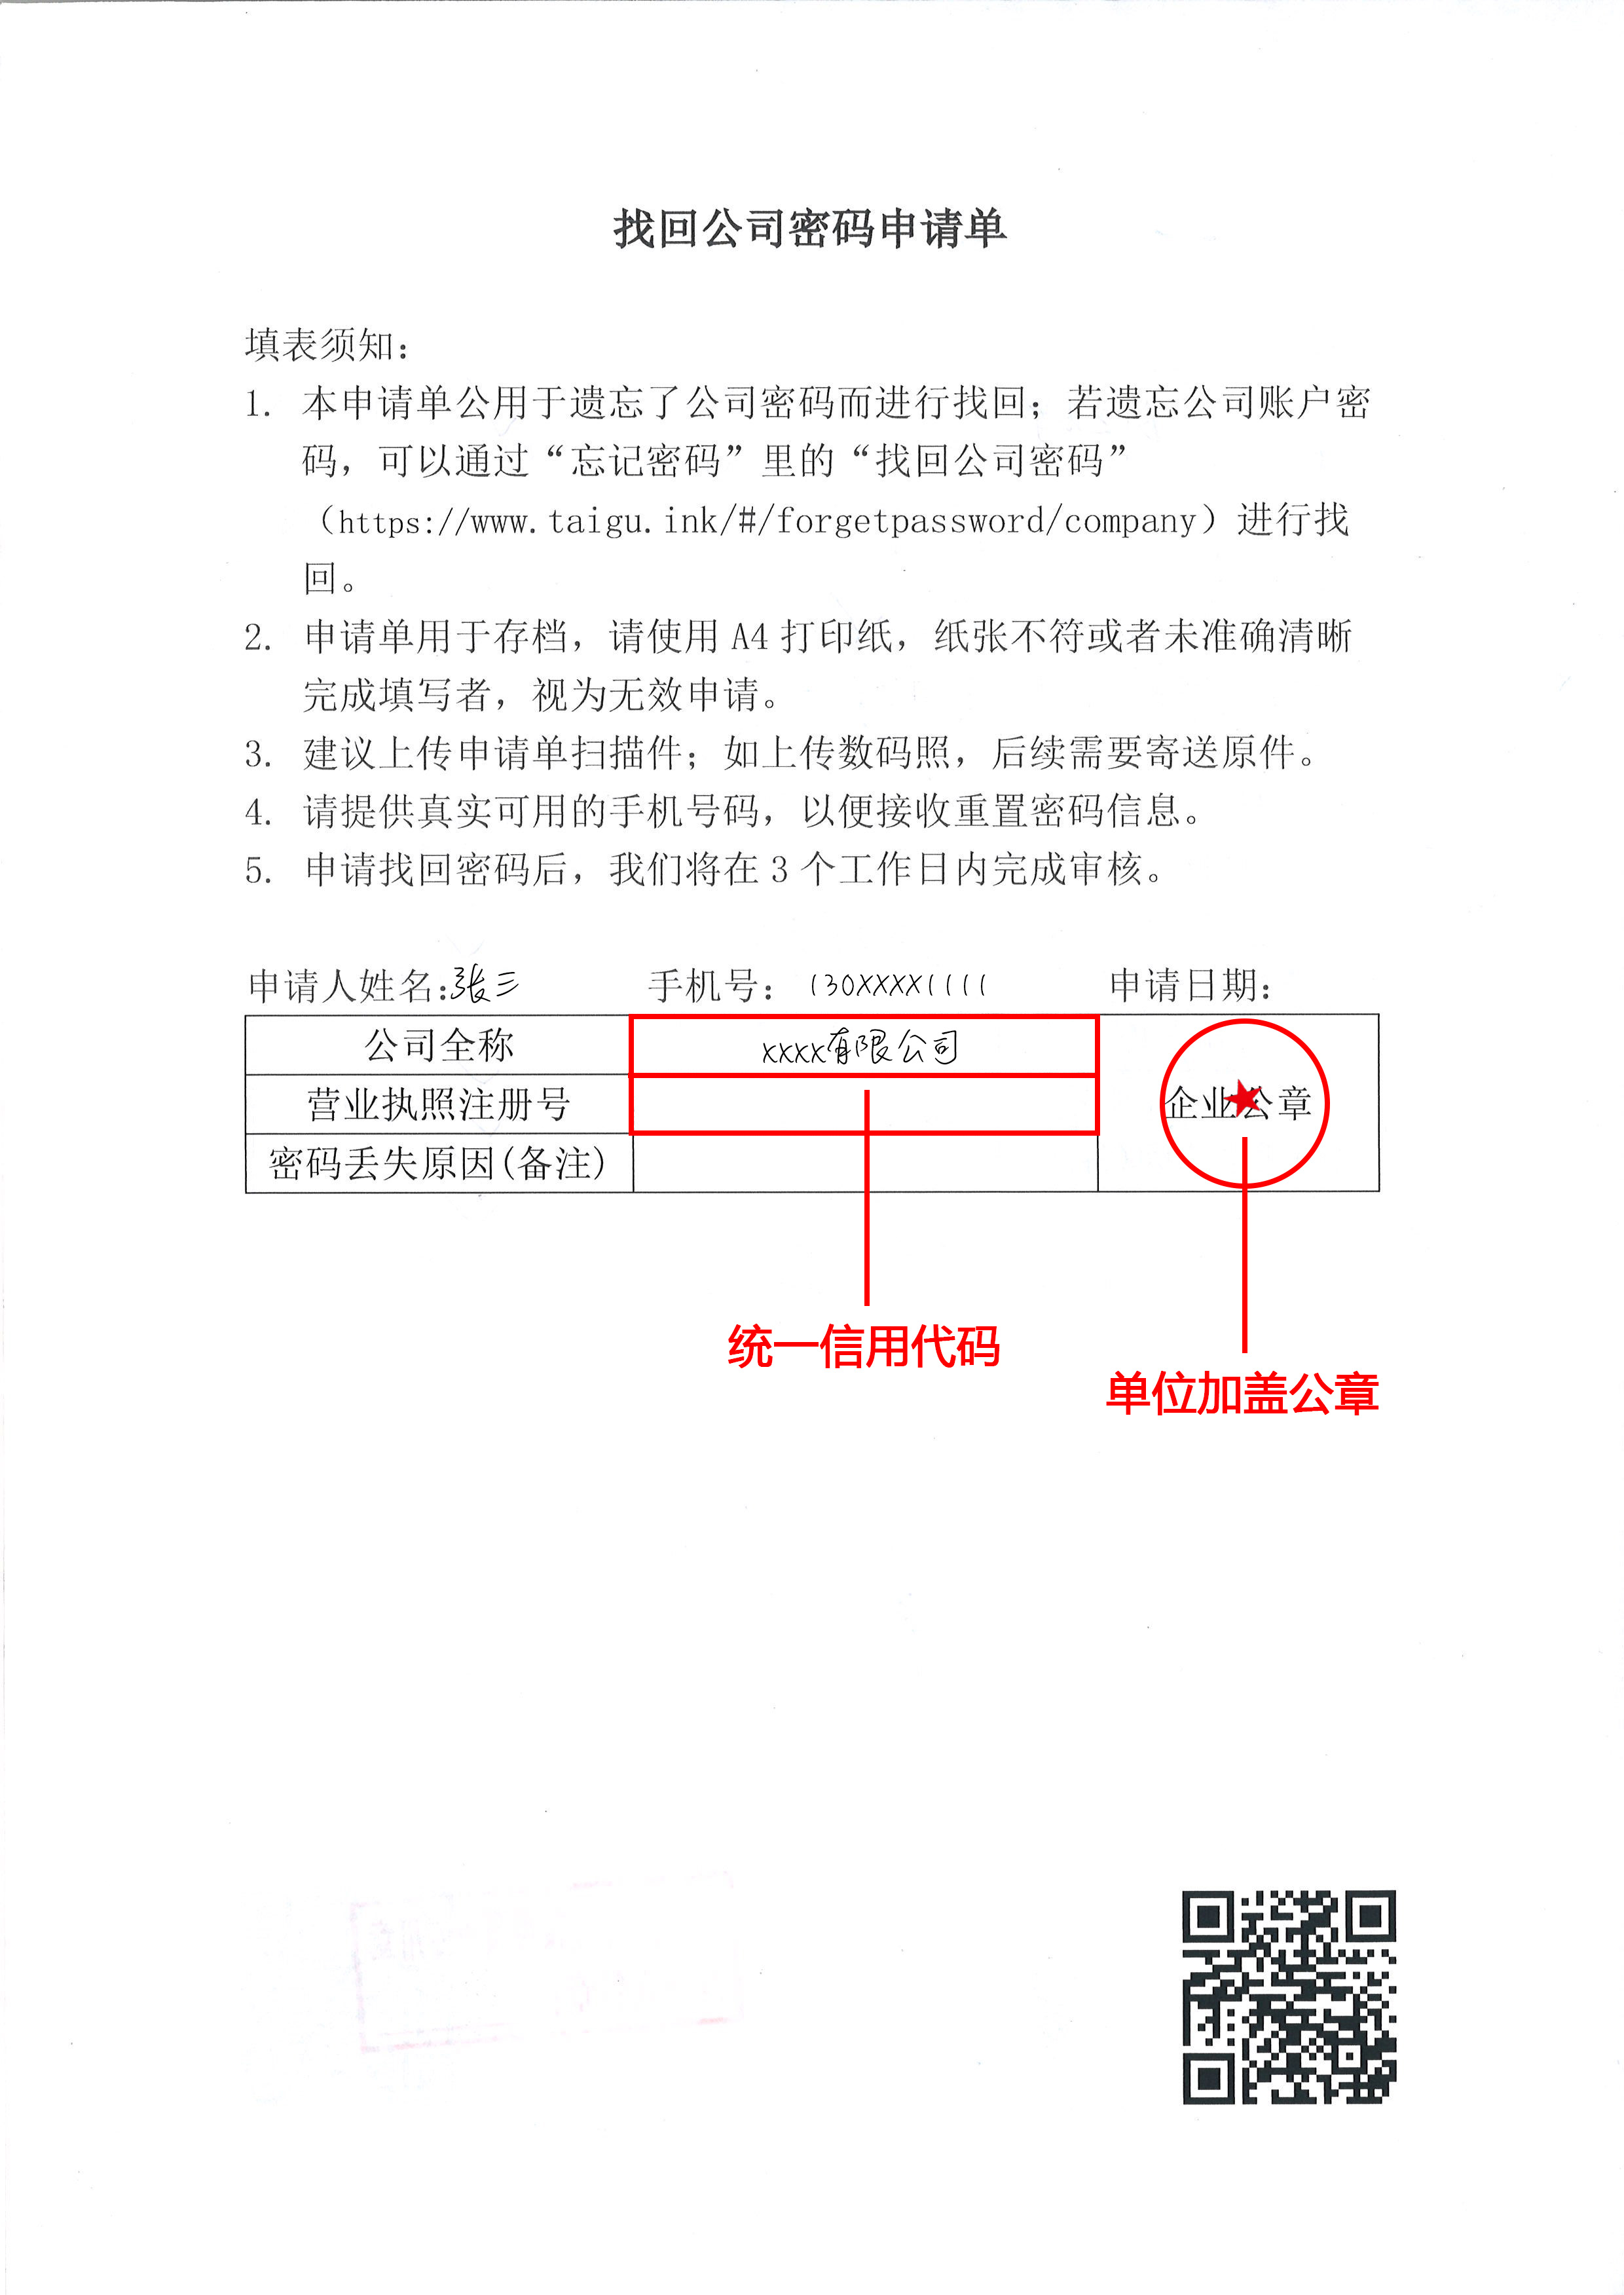 找回公司密码申请单
填表须知：
1. 本申请单公用于遗忘了公司密码而进行找回；若遗忘公司账户密
码，可以通过“忘记密码”里的“找回公司密码”
（https://www.taigu.ink/#/forgetpassword/company）进行找
回。
2. 申请单用于存档，请使用 A4 打印纸，纸张不符或者未准确清晰
完成填写者，视为无效申请。
3. 建议上传申请单扫描件；如上传数码照，后续需要寄送原件。
4. 请提供真实可用的手机号码，以便接收重置密码信息。
5. 申请找回密码后，我们将在 3 个工作日内完成审核。
申请人姓名：张三 手机号： 130XXXX1111 申请日期：
公司全称 xxxx有限公司
营业执照注册号 企业公章
密码丢失原因(备注)
统一信用代码
单位加盖公章